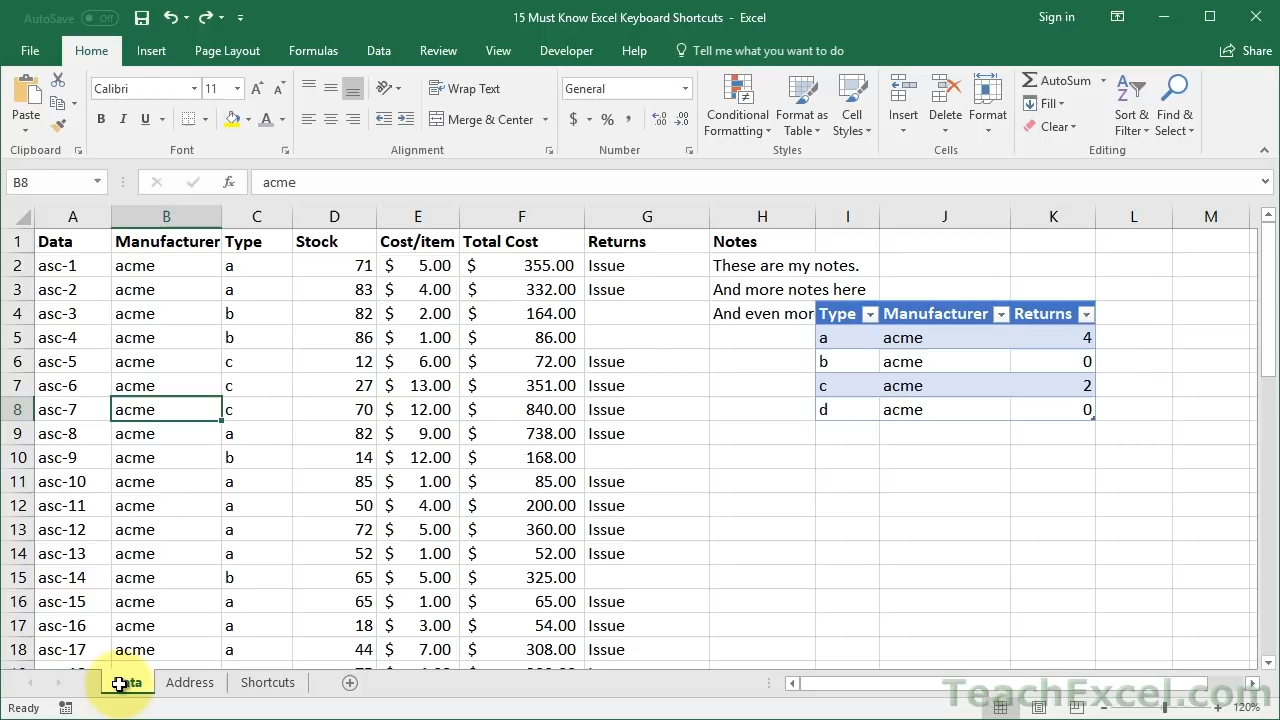 AutoSave Off
15 Must Know Excel Keyboard Shortcuts - Excel
Sign in
File Home Insert Page Layout Formulas Data Review View Developer Help Tell me what you want to do Share
Paste
Clipboard
Calibri 11
B I U A
Font
Wrap Text
Merge & Center
Alignment
General
$ % ,
Number
Conditional Formatting
Format as Table
Cell Styles
Styles
Insert Delete Format
Cells
AutoSum
Fill
Clear
Sort & Filter
Find & Select
Editing
B8 fx acme
A B C D E F G H I J K L M
1 Data Manufacturer Type Stock Cost/item Total Cost Returns Notes
2 asc-1 acme a 71 $ 5.00 $ 355.00 Issue These are my notes.
3 asc-2 acme a 83 $ 4.00 $ 332.00 Issue And more notes here
4 asc-3 acme b 82 $ 2.00 $ 164.00 And even mor Type Manufacturer Returns
5 asc-4 acme b 86 $ 1.00 $ 86.00 a acme 4
6 asc-5 acme c 12 $ 6.00 $ 72.00 Issue b acme 0
7 asc-6 acme c 27 $ 13.00 $ 351.00 Issue c acme 2
8 asc-7 acme c 70 $ 12.00 $ 840.00 Issue d acme 0
9 asc-8 acme a 82 $ 9.00 $ 738.00 Issue
10 asc-9 acme b 14 $ 12.00 $ 168.00
11 asc-10 acme a 85 $ 1.00 $ 85.00 Issue
12 asc-11 acme a 50 $ 4.00 $ 200.00 Issue
13 asc-12 acme a 72 $ 5.00 $ 360.00 Issue
14 asc-13 acme a 52 $ 1.00 $ 52.00 Issue
15 asc-14 acme b 65 $ 5.00 $ 325.00
16 asc-15 acme a 65 $ 1.00 $ 65.00 Issue
17 asc-16 acme a 18 $ 3.00 $ 54.00 Issue
18 asc-17 acme a 44 $ 7.00 $ 308.00 Issue
Data Address Shortcuts
TeachExcel.com
Ready
120%